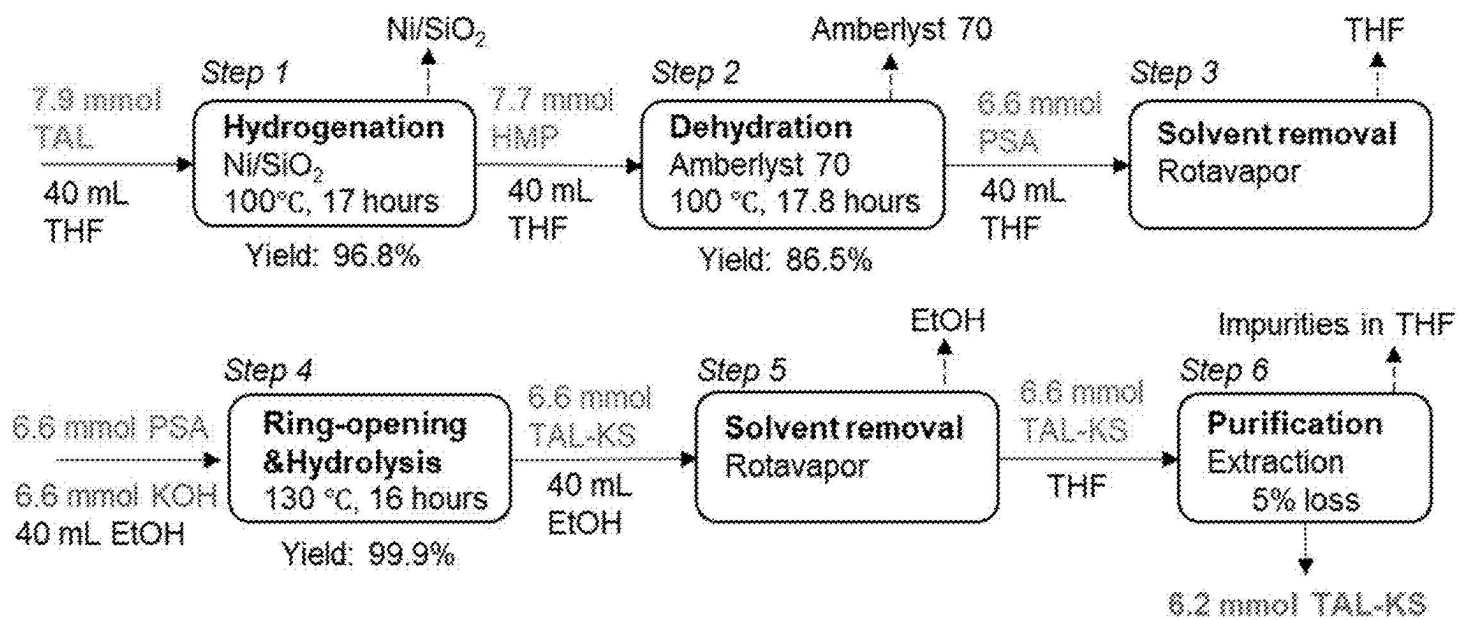 Ni/SiO2
Amberlyst 70
THF
Step 1
Step 2
Step 3
7.9 mmol
TAL
40 mL
THF
Hydrogenation
Ni/SiO2
100℃, 17 hours
Yield: 96.8%
7.7 mmol
HMP
40 mL
THF
Dehydration
Amberlyst 70
100 ℃, 17.8 hours
Yield: 86.5%
6.6 mmol
PSA
40 mL
THF
Solvent removal
Rotavapor
EtOH
Impurities in THF
Step 4
Step 5
Step 6
6.6 mmol PSA
6.6 mmol KOH
40 mL EtOH
Ring-opening
&Hydrolysis
130 ℃, 16 hours
Yield: 99.9%
6.6 mmol
TAL-KS
40 mL
EtOH
Solvent removal
Rotavapor
6.6 mmol
TAL-KS
THF
Purification
Extraction
5% loss
6.2 mmol TAL-KS